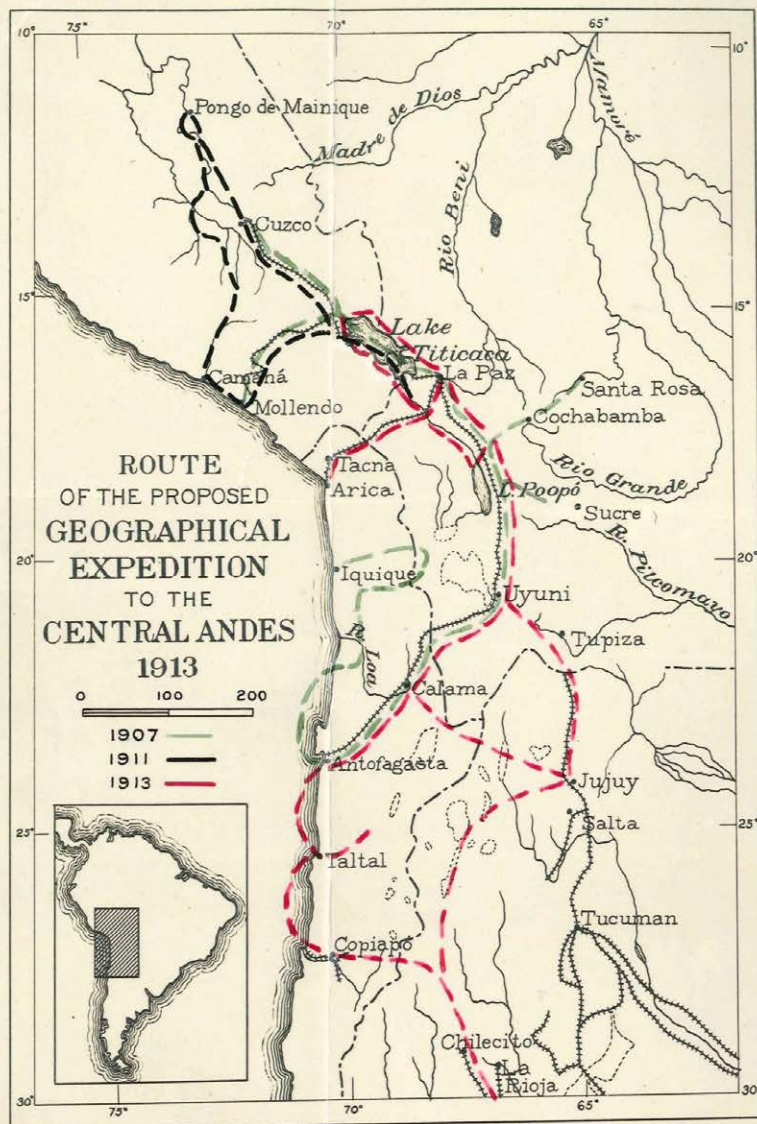 75°
70°
65°
10°
10°
Pongo de Mainique
Madre de Dios
Mamoré
Rio Beni
Cuzco
15°
15°
Lake
Titicaca
La Paz
Camaná
Mollendo
Santa Rosa
Cochabamba
Rio Grande
Tacna
Arica
L. Poopó
Sucre
R. Pilcomayo
ROUTE
OF THE PROPOSED
GEOGRAPHICAL
EXPEDITION
TO THE
CENTRAL ANDES
1913
20°
20°
Iquique
Uyuni
R. Loa
Tupiza
Calama
0 100 200
1907
1911
1913
Antofagasta
Jujuy
Salta
25°
25°
Taltal
Tucuman
Copiapó
Chilecito
La
Rioja
30°
30
75°
70°
65°